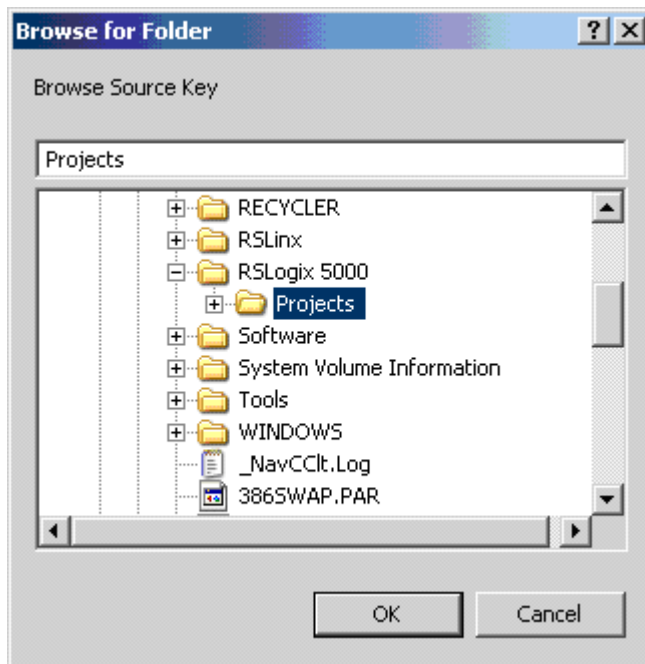 Browse for Folder
Browse Source Key
Projects
RECYCLER
RSLinx
RSLogix 5000
Projects
Software
System Volume Information
Tools
WINDOWS
_NavCClt.Log
386SWAP.PAR
OK Cancel